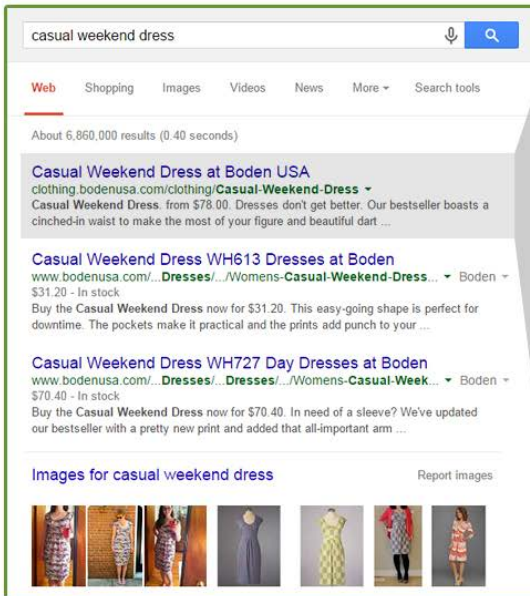 casual weekend dress
Web Shopping Images Videos News More Search tools
About 6,860,000 results (0.40 seconds)
Casual Weekend Dress at Boden USA
clothing.bodenusa.com/clothing/Casual-Weekend-Dress
Casual Weekend Dress. from $78.00. Dresses don't get better. Our bestseller boasts a
cinched-in waist to make the most of your figure and beautiful dart ...
Casual Weekend Dress WH613 Dresses at Boden
www.bodenusa.com/...Dresses/.../Womens-Casual-Weekend-Dress... Boden
$31.20 - In stock
Buy the Casual Weekend Dress now for $31.20. This easy-going shape is perfect for
downtime. The pockets make it practical and the prints add punch to your ...
Casual Weekend Dress WH727 Day Dresses at Boden
www.bodenusa.com/...Dresses/...Dresses/.../Womens-Casual-Week... Boden
$70.40 - In stock
Buy the Casual Weekend Dress now for $70.40. In need of a sleeve? We've updated
our bestseller with a pretty new print and added that all-important arm ...
Images for casual weekend dress Report images